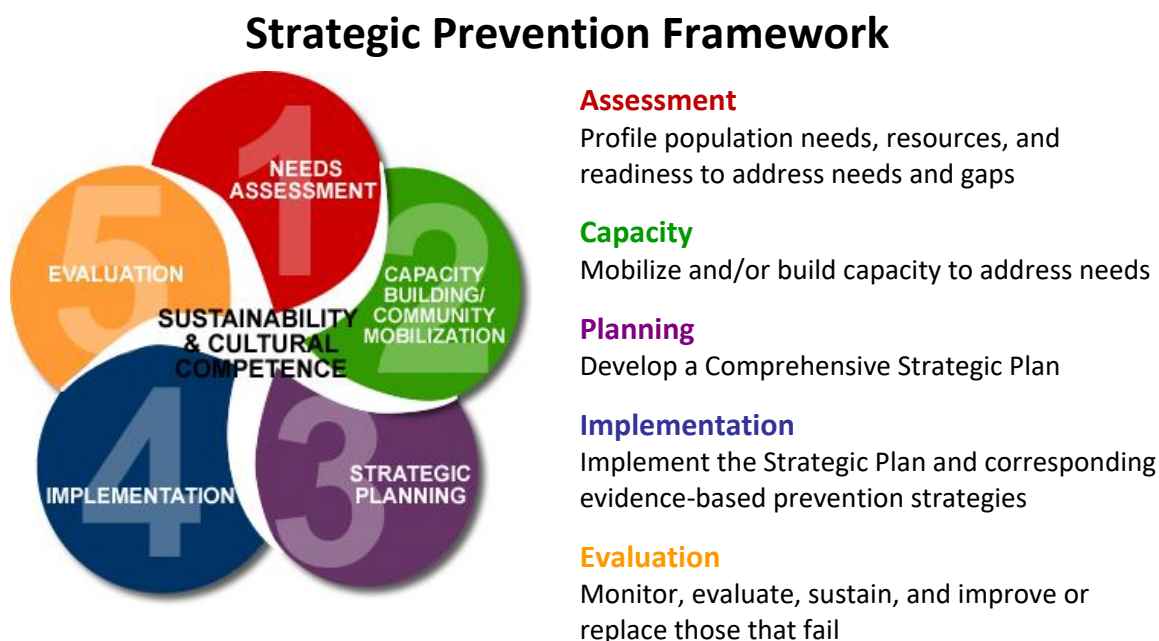 Strategic Prevention Framework
1
NEEDS
ASSESSMENT
2
CAPACITY
BUILDING/
COMMUNITY
MOBILIZATION
3
STRATEGIC
PLANNING
4
IMPLEMENTATION
5
EVALUATION
SUSTAINABILITY
& CULTURAL
COMPETENCE
Assessment
Profile population needs, resources, and
readiness to address needs and gaps
Capacity
Mobilize and/or build capacity to address needs
Planning
Develop a Comprehensive Strategic Plan
Implementation
Implement the Strategic Plan and corresponding
evidence-based prevention strategies
Evaluation
Monitor, evaluate, sustain, and improve or
replace those that fail